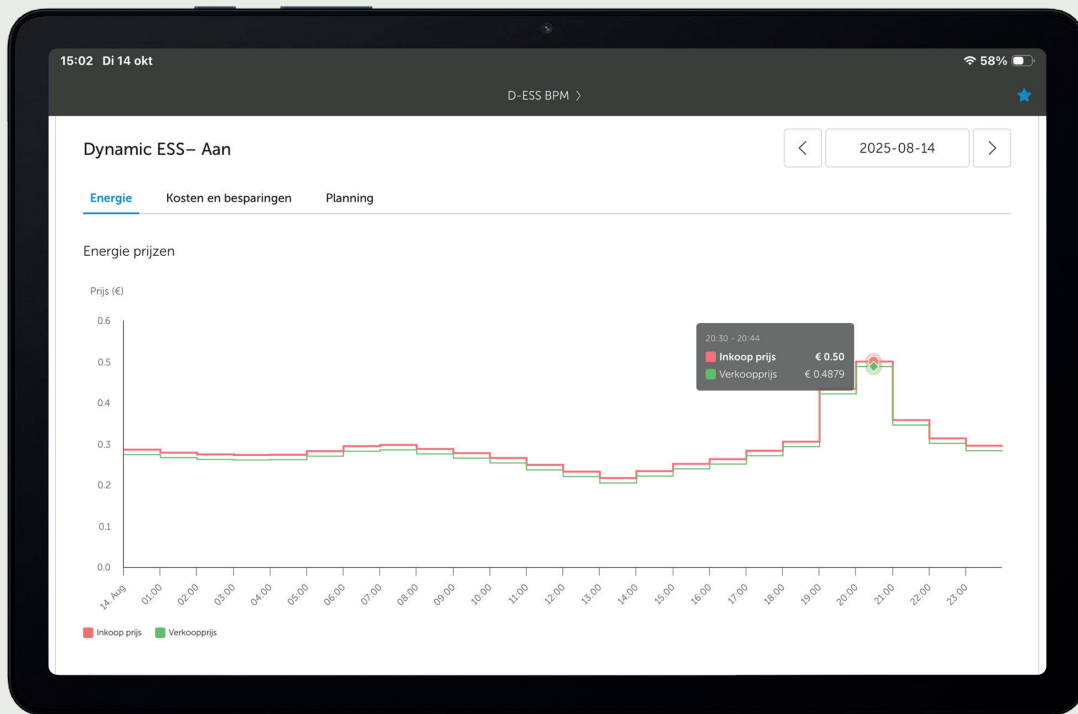 15:02 Di 14 okt
58%
D-ESS BPM >
Dynamic ESS– Aan
2025-08-14
Energie Kosten en besparingen Planning
Energie prijzen
Prijs (€)
0.6
0.5
0.4
0.3
0.2
0.1
0.0
20:30 - 20:44
Inkoop prijs € 0.50
Verkoopprijs € 0.4879
14. Aug 01:00 02:00 03:00 04:00 05:00 06:00 07:00 08:00 09:00 10:00 11:00 12:00 13:00 14:00 15:00 16:00 17:00 18:00 19:00 20:00 21:00 22:00 23:00
Inkoop prijs Verkoopprijs